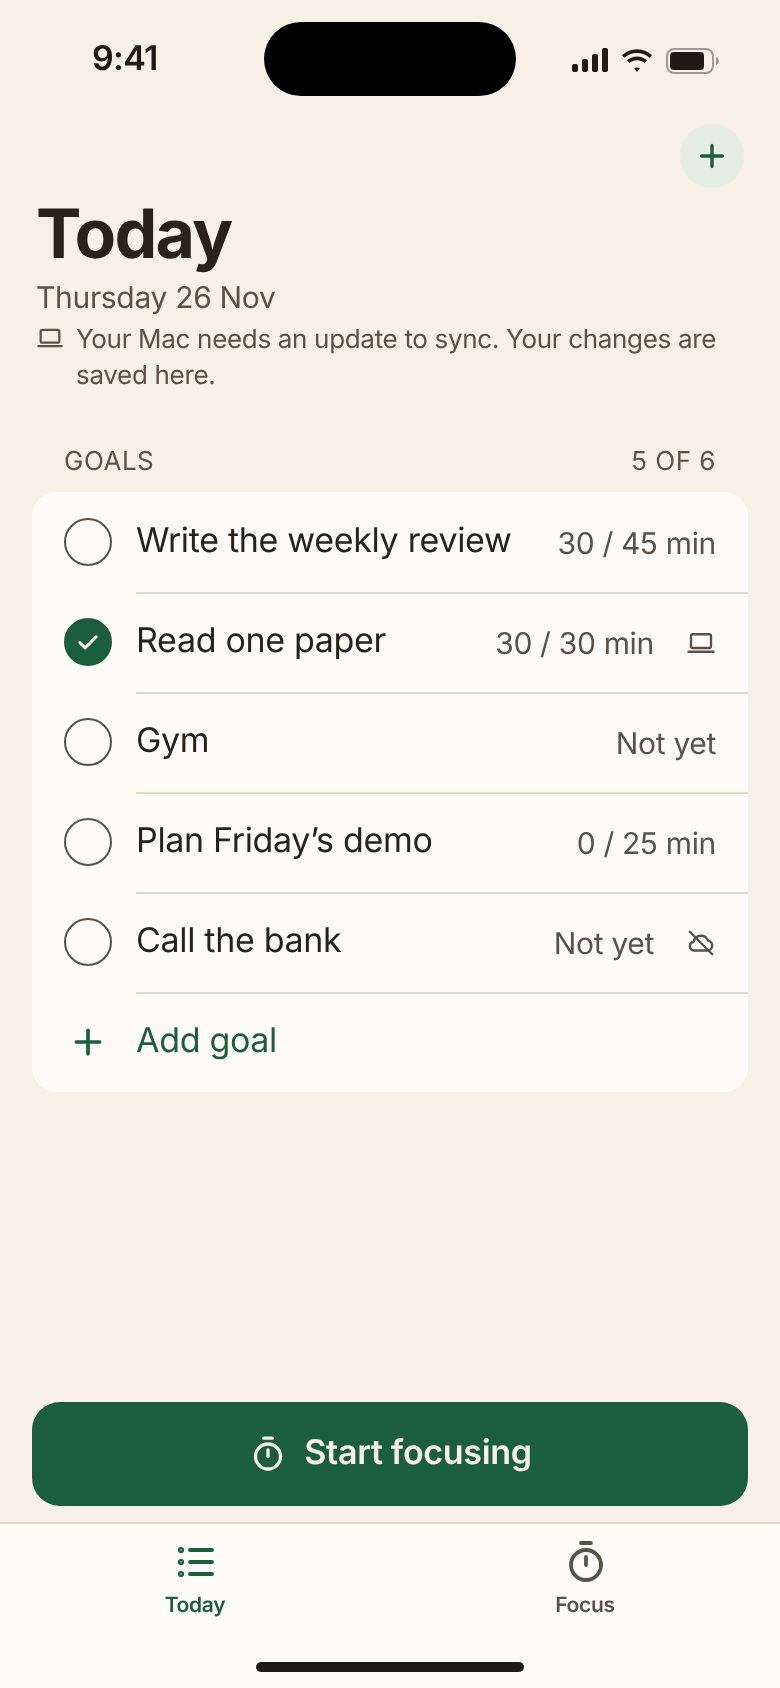 9:41
Today
Thursday 26 Nov
Your Mac needs an update to sync. Your changes are
saved here.
GOALS 5 OF 6
Write the weekly review 30 / 45 min
Read one paper 30 / 30 min
Gym Not yet
Plan Friday’s demo 0 / 25 min
Call the bank Not yet
Add goal
Start focusing
Today Focus